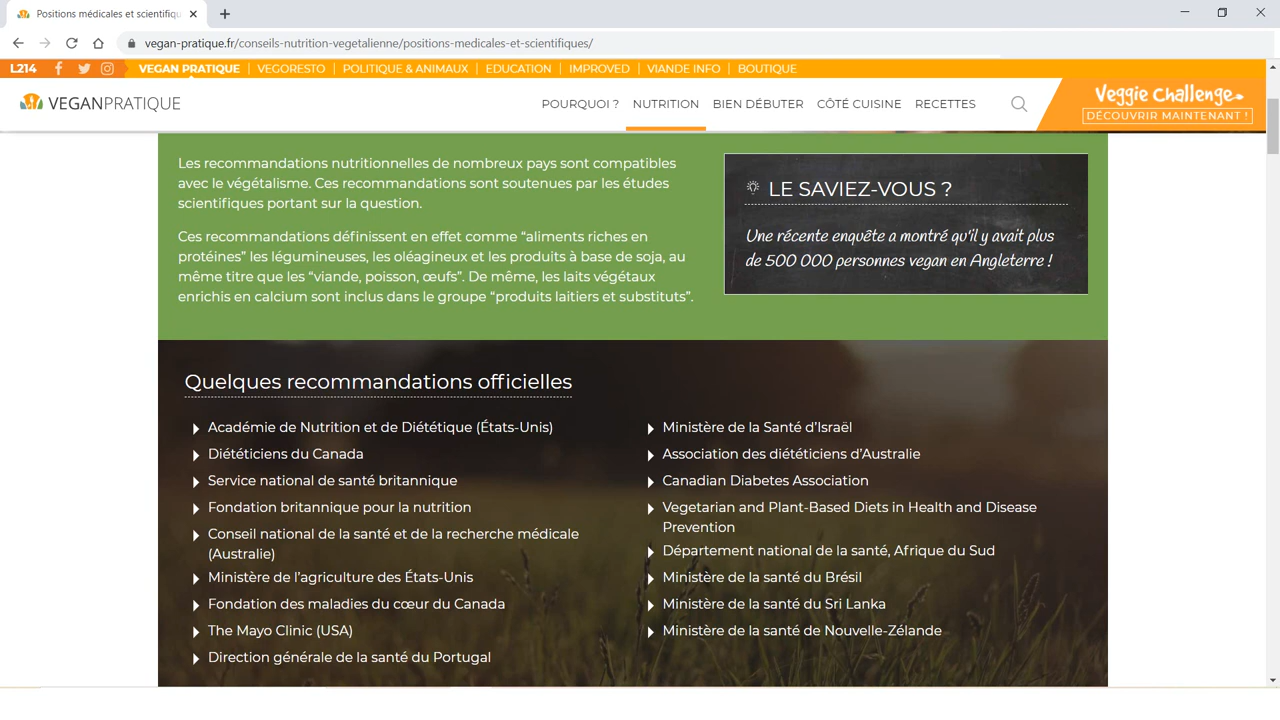 Positions médicales et scientifiqu
vegan-pratique.fr/conseils-nutrition-vegetalienne/positions-medicales-et-scientifiques/
L214 VEGAN PRATIQUE VEGORESTO POLITIQUE & ANIMAUX EDUCATION IMPROVED VIANDE INFO BOUTIQUE
VEGANPRATIQUE POURQUOI ? NUTRITION BIEN DÉBUTER CÔTÉ CUISINE RECETTES
Veggie Challenge
DÉCOUVRIR MAINTENANT !
Les recommandations nutritionnelles de nombreux pays sont compatibles
avec le végétalisme. Ces recommandations sont soutenues par les études
scientifiques portant sur la question.
Ces recommandations définissent en effet comme “aliments riches en
protéines” les légumineuses, les oléagineux et les produits à base de soja, au
même titre que les “viande, poisson, œufs”. De même, les laits végétaux
enrichis en calcium sont inclus dans le groupe “produits laitiers et substituts”.
LE SAVIEZ-VOUS ?
Une récente enquête a montré qu'il y avait plus
de 500 000 personnes vegan en Angleterre !
Quelques recommandations officielles
Académie de Nutrition et de Diététique (États-Unis)
Diététiciens du Canada
Service national de santé britannique
Fondation britannique pour la nutrition
Conseil national de la santé et de la recherche médicale
(Australie)
Ministère de l’agriculture des États-Unis
Fondation des maladies du cœur du Canada
The Mayo Clinic (USA)
Direction générale de la santé du Portugal
Ministère de la Santé d’Israël
Association des diététiciens d’Australie
Canadian Diabetes Association
Vegetarian and Plant-Based Diets in Health and Disease
Prevention
Département national de la santé, Afrique du Sud
Ministère de la santé du Brésil
Ministère de la santé du Sri Lanka
Ministère de la santé de Nouvelle-Zélande